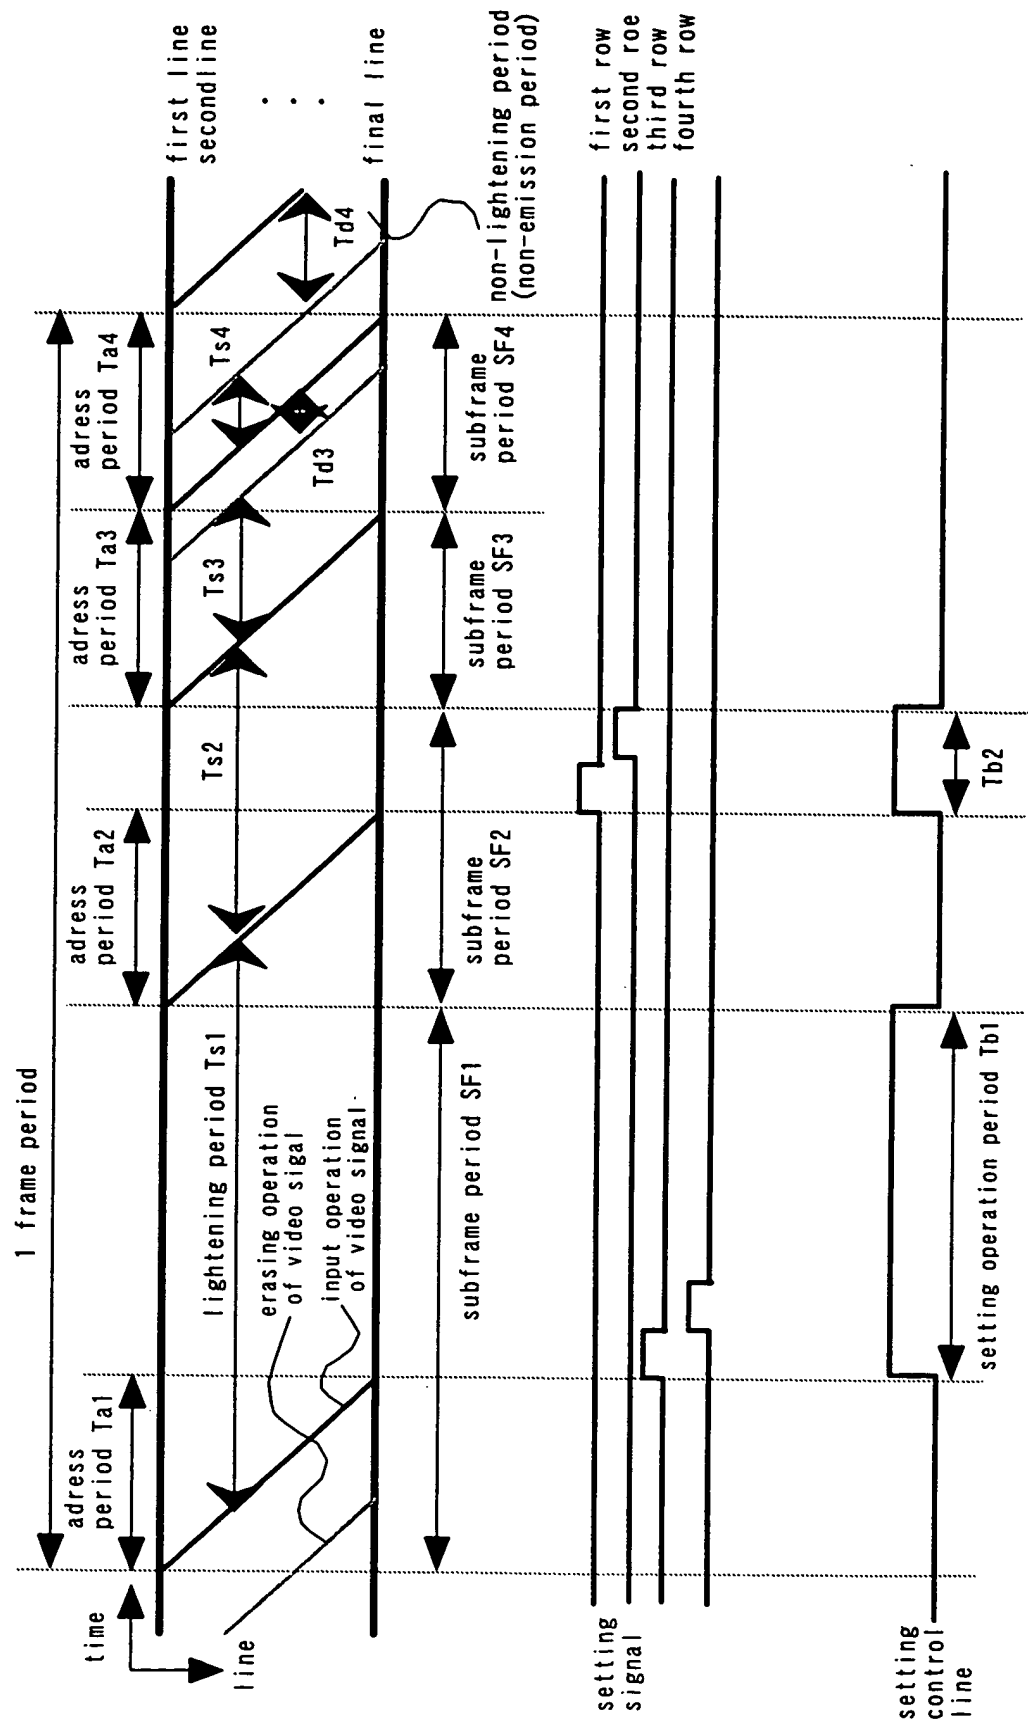 1 frame period
time
line
adress
period Ta1
adress
period Ta2
adress
period Ta3
adress
period Ta4
first line
secondline
final line
lightening period Ts1
Ts2
Ts3
Ts4
Td3
Td4
erasing operation
of video sigal
input operation
of video signal
non-lightening period
(non-emission period)
subframe period SF1
subframe
period SF2
subframe
period SF3
subframe
period SF4
setting
signal
first row
second roe
third row
fourth row
setting
control
line
setting operation period Tb1
Tb2